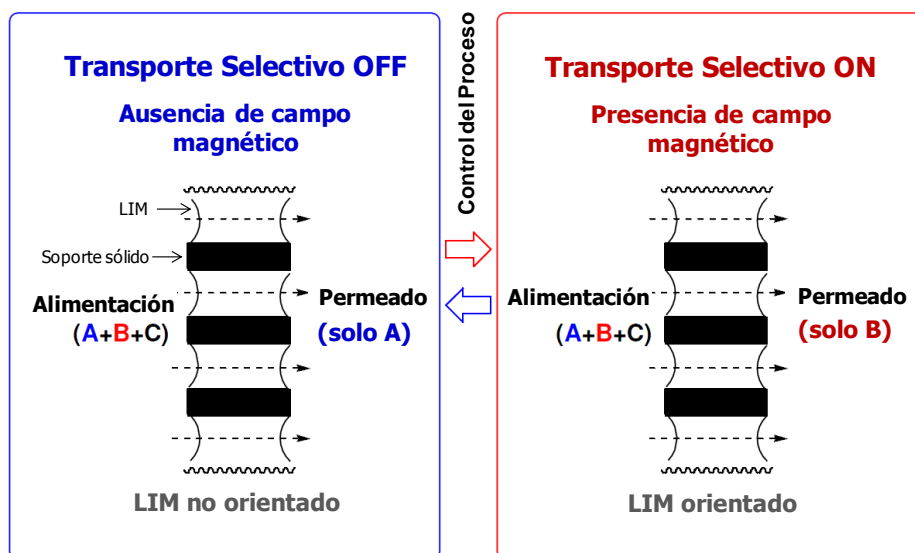 Transporte Selectivo OFF
Ausencia de campo
magnético
LIM
Soporte sólido
Alimentación
(A+B+C)
Permeado
(solo A)
LIM no orientado
Control del Proceso
Transporte Selectivo ON
Presencia de campo
magnético
Alimentación
(A+B+C)
Permeado
(solo B)
LIM orientado